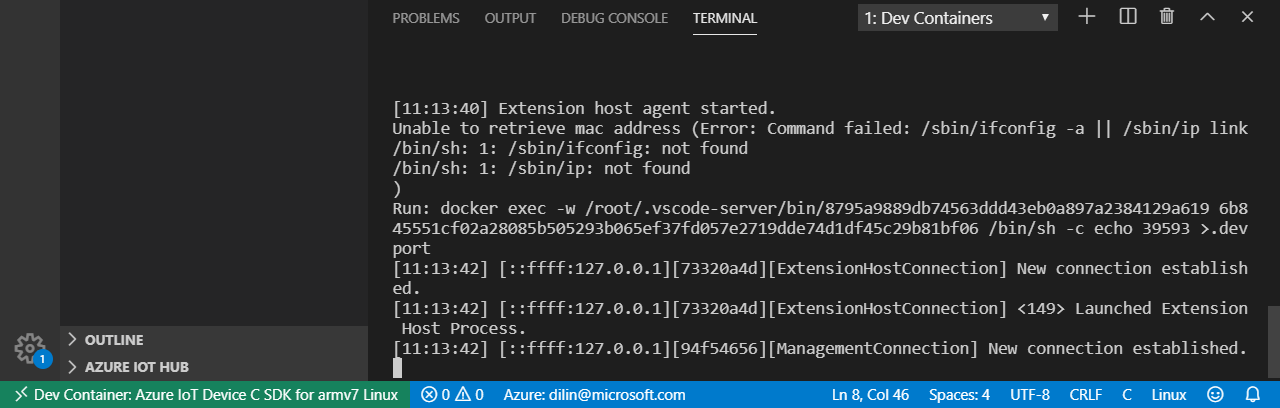 PROBLEMS OUTPUT DEBUG CONSOLE TERMINAL 1: Dev Containers
[11:13:40] Extension host agent started.
Unable to retrieve mac address (Error: Command failed: /sbin/ifconfig -a || /sbin/ip link
/bin/sh: 1: /sbin/ifconfig: not found
/bin/sh: 1: /sbin/ip: not found
)
Run: docker exec -w /root/.vscode-server/bin/8795a9889db74563ddd43eb0a897a2384129a619 6b8
45551cf02a28085b505293b065ef37fd057e2719dde74d1df45c29b81bf06 /bin/sh -c echo 39593 >.dev
port
[11:13:42] [::ffff:127.0.0.1][73320a4d][ExtensionHostConnection] New connection establish
ed.
[11:13:42] [::ffff:127.0.0.1][73320a4d][ExtensionHostConnection] <149> Launched Extension
Host Process.
[11:13:42] [::ffff:127.0.0.1][94f54656][ManagementConnection] New connection established.
OUTLINE
AZURE IOT HUB
1
Dev Container: Azure IoT Device C SDK for armv7 Linux 0 0 Azure: dilin@microsoft.com Ln 8, Col 46 Spaces: 4 UTF-8 CRLF C Linux